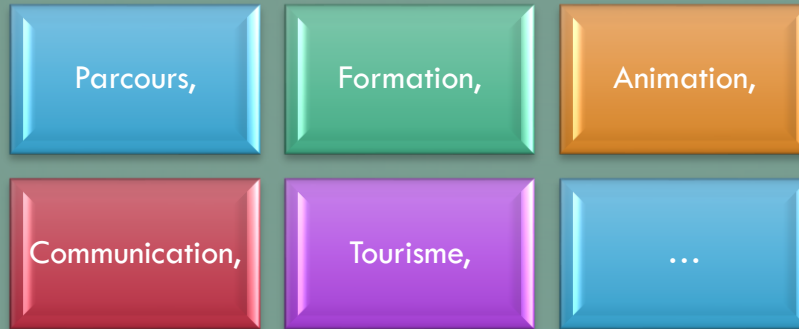 Parcours,
Formation,
Animation,
Communication,
Tourisme,
…